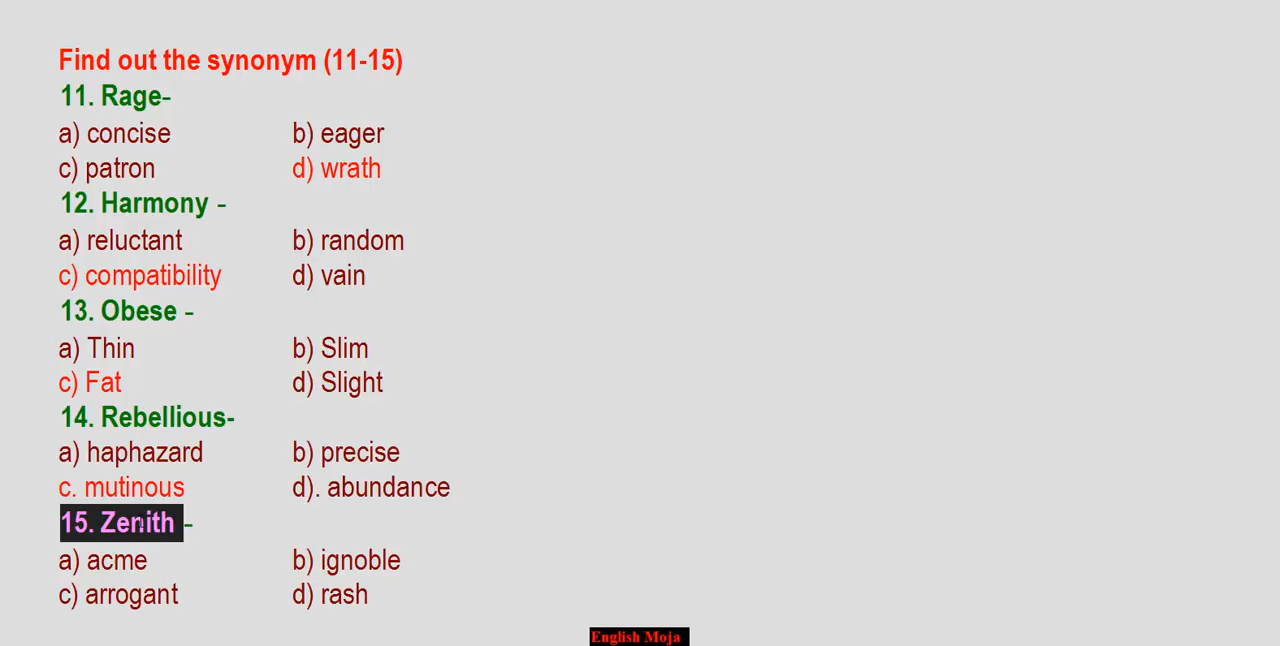 Find out the synonym (11-15)
11. Rage-
a) concise b) eager
c) patron d) wrath
12. Harmony -
a) reluctant b) random
c) compatibility d) vain
13. Obese -
a) Thin b) Slim
c) Fat d) Slight
14. Rebellious-
a) haphazard b) precise
c. mutinous d). abundance
15. Zenith -
a) acme b) ignoble
c) arrogant d) rash
English Moja